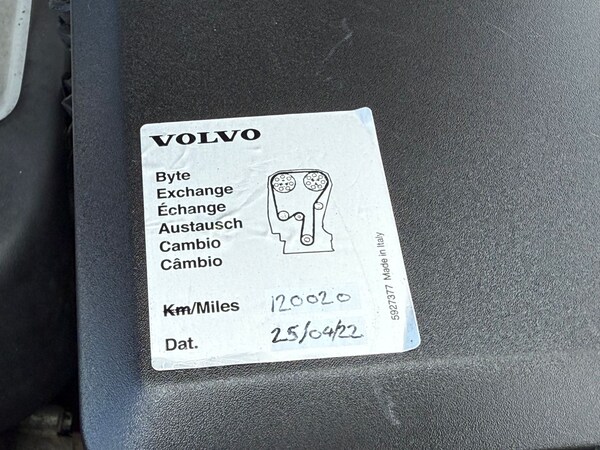 VOLVO
Byte
Exchange
Échange
Austausch
Cambio
Câmbio
Km/Miles 120020
Dat. 25/04/22
5927377 Made in Italy